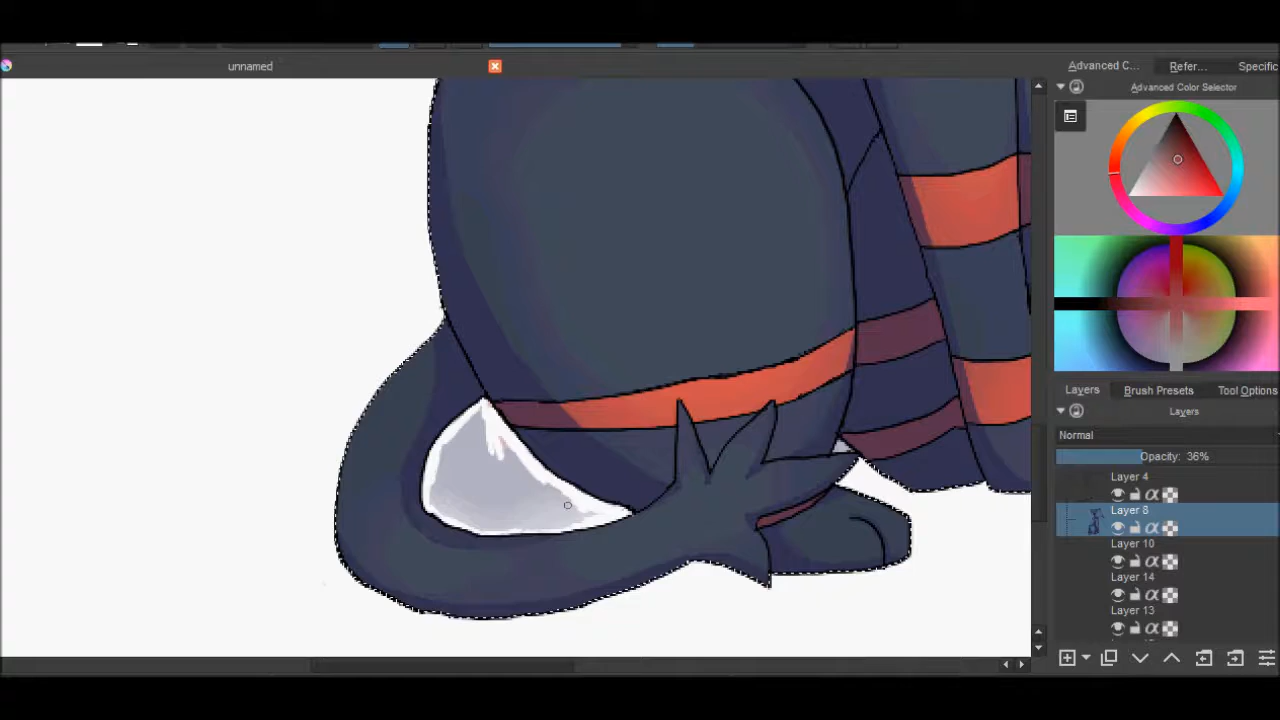 unnamed
Advanced C...
Refer...
Specific
Advanced Color Selector
Layers
Brush Presets
Tool Options
Layers
Normal
Opacity: 36%
Layer 4
Layer 8
Layer 10
Layer 14
Layer 13